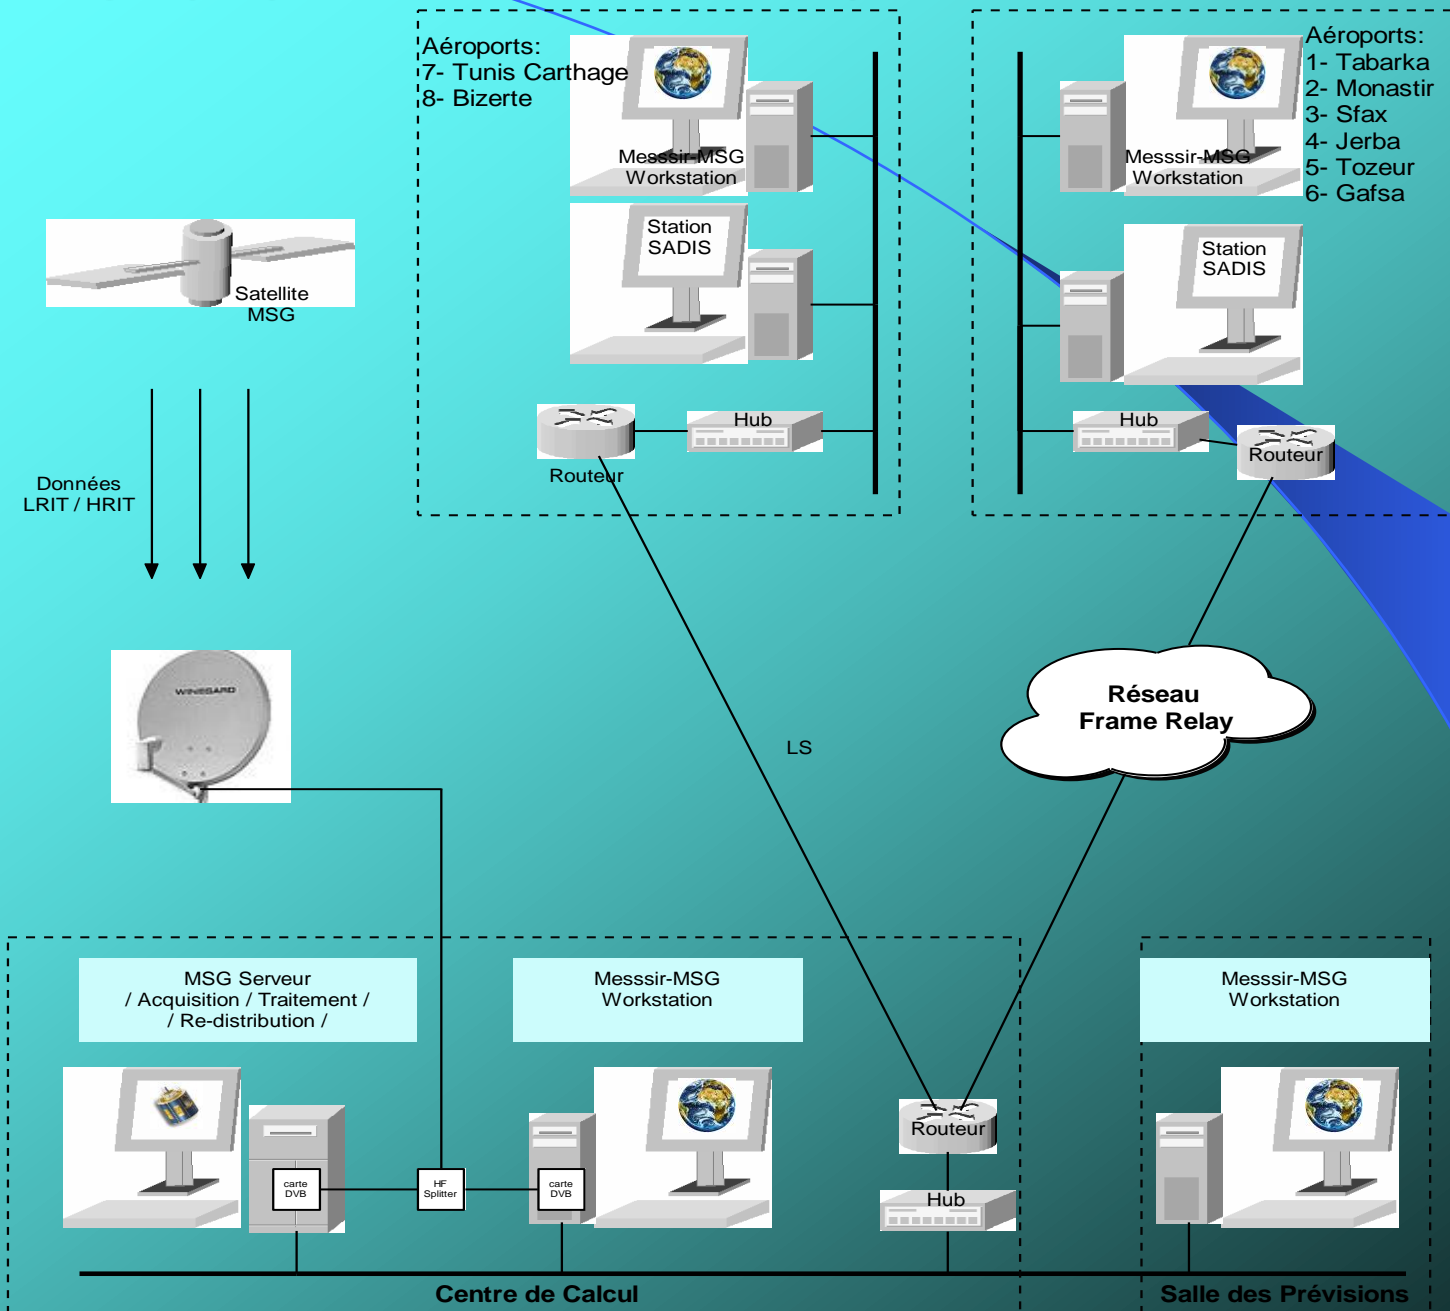 Aéroports:
7- Tunis Carthage
8- Bizerte
Messsir-MSG
Workstation
Station
SADIS
Hub
Routeur
Aéroports:
1- Tabarka
2- Monastir
3- Sfax
4- Jerba
5- Tozeur
6- Gafsa
Messsir-MSG
Workstation
Station
SADIS
Hub
Routeur
Satellite
MSG
Données
LRIT / HRIT
WINEGARD
LS
Réseau
Frame Relay
MSG Serveur
/ Acquisition / Traitement /
/ Re-distribution /
Messsir-MSG
Workstation
Messsir-MSG
Workstation
carte
DVB
HF
Splitter
carte
DVB
Routeur
Hub
Centre de Calcul
Salle des Prévisions